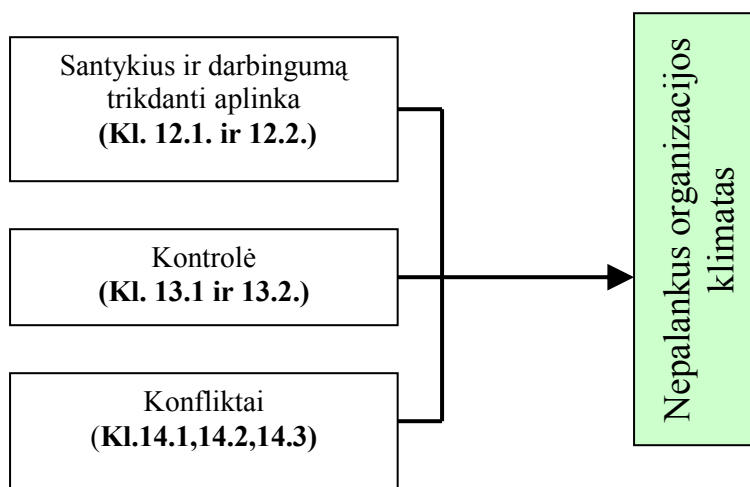 Santykius ir darbingumą
trikdanti aplinka
(Kl. 12.1. ir 12.2.)
Kontrolė
(Kl. 13.1 ir 13.2.)
Konfliktai
(Kl.14.1,14.2,14.3)
Nepalankus organizacijos
klimatas